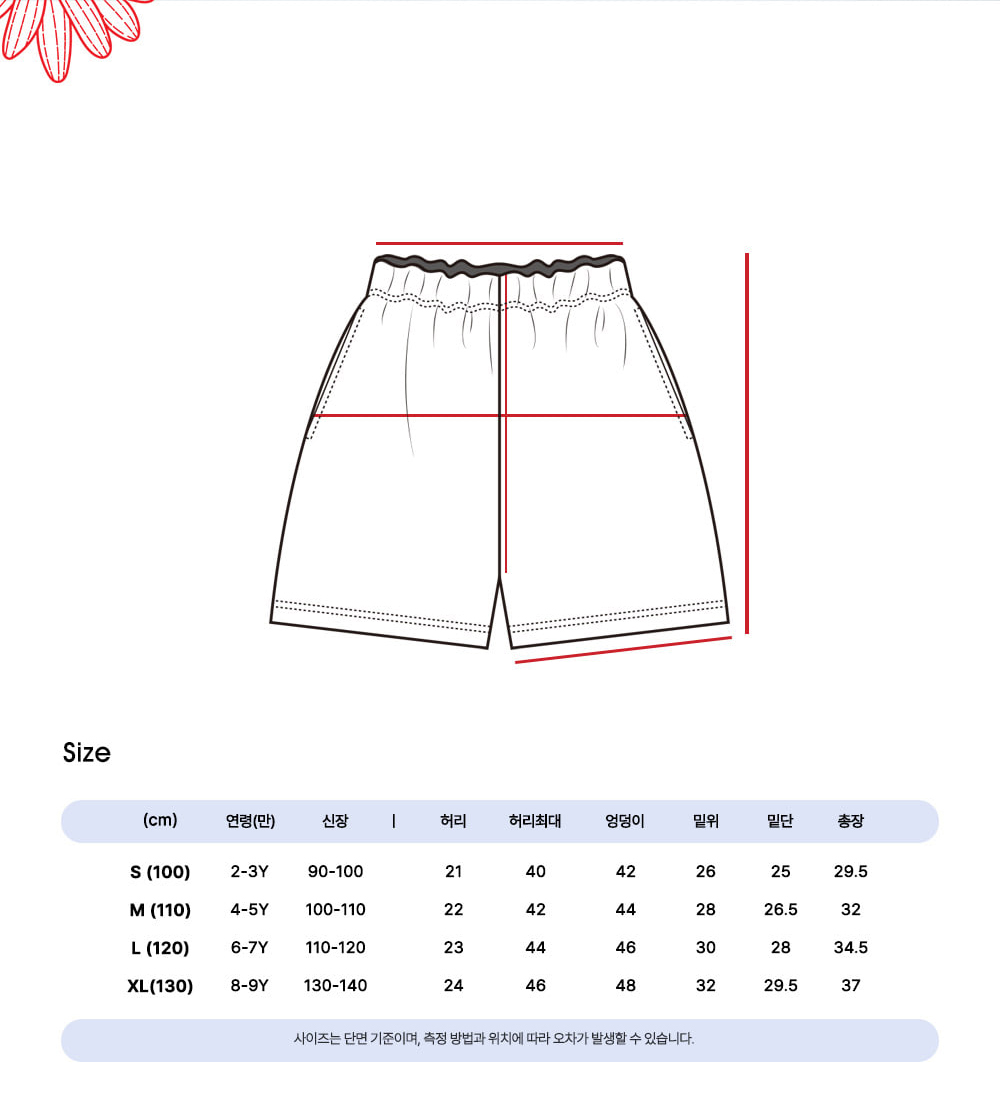 Size
(cm) 연령(만) 신장 | 허리 허리최대 엉덩이 밑위 밑단 총장
S (100) 2-3Y 90-100 21 40 42 26 25 29.5
M (110) 4-5Y 100-110 22 42 44 28 26.5 32
L (120) 6-7Y 110-120 23 44 46 30 28 34.5
XL(130) 8-9Y 130-140 24 46 48 32 29.5 37
사이즈는 단면 기준이며, 측정 방법과 위치에 따라 오차가 발생할 수 있습니다.